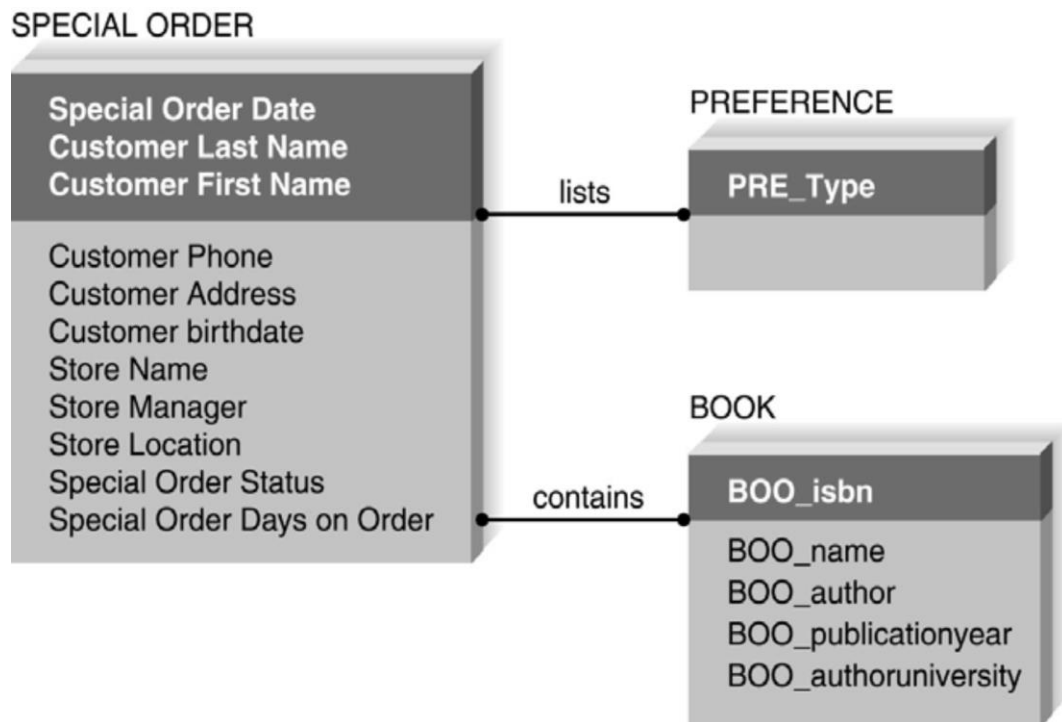 SPECIAL ORDER
Special Order Date
Customer Last Name
Customer First Name
Customer Phone
Customer Address
Customer birthdate
Store Name
Store Manager
Store Location
Special Order Status
Special Order Days on Order
lists
contains
PREFERENCE
PRE_Type
BOOK
BOO_isbn
BOO_name
BOO_author
BOO_publicationyear
BOO_authoruniversity